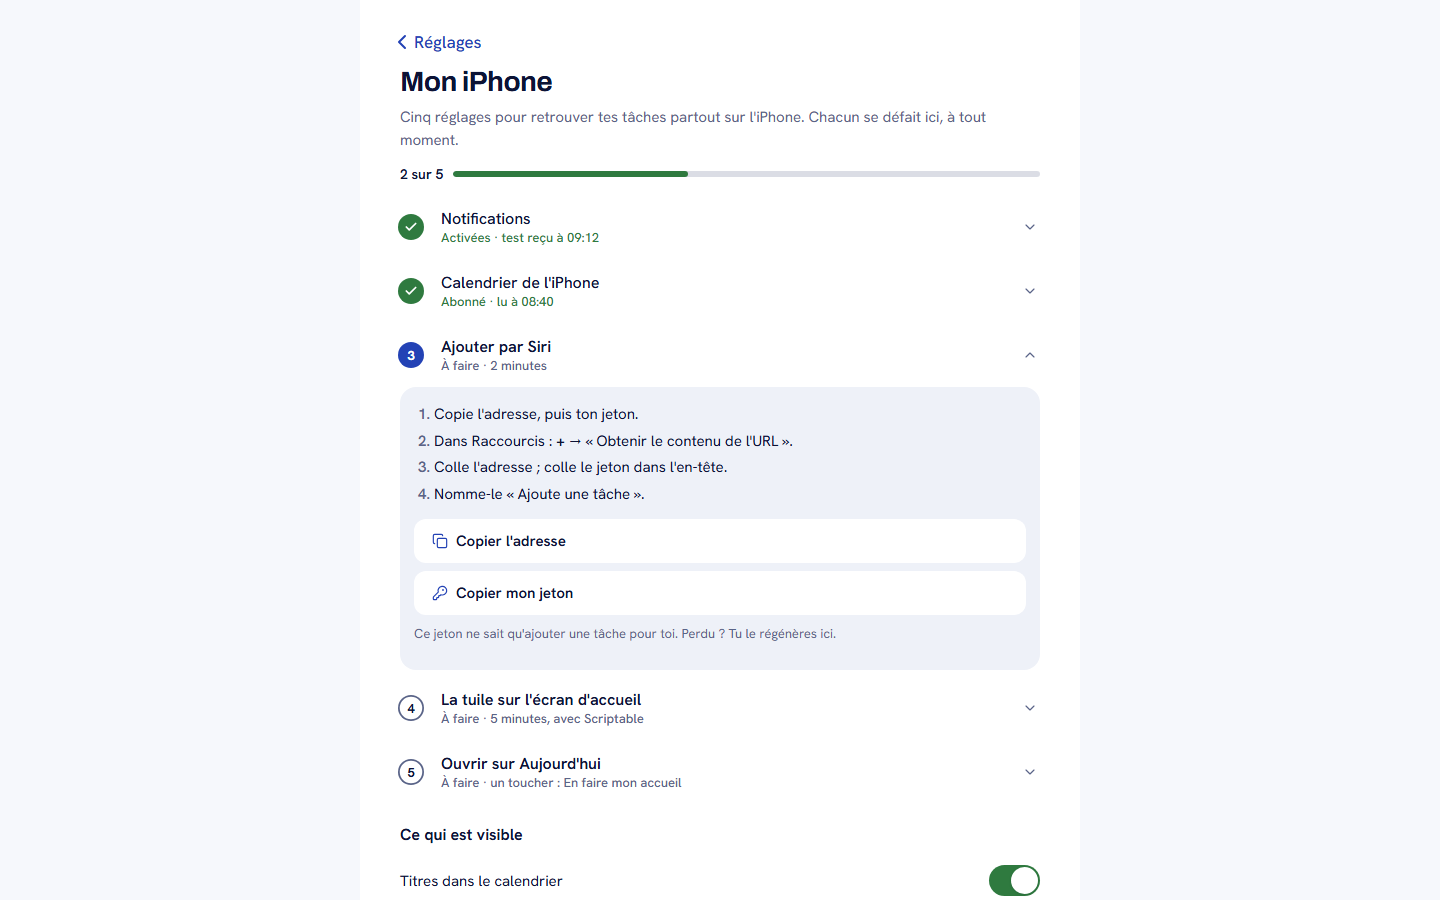 Réglages
Mon iPhone
Cinq réglages pour retrouver tes tâches partout sur l'iPhone. Chacun se défait ici, à tout
moment.
2 sur 5
Notifications
Activées · test reçu à 09:12
Calendrier de l'iPhone
Abonné · lu à 08:40
3
Ajouter par Siri
À faire · 2 minutes
1. Copie l'adresse, puis ton jeton.
2. Dans Raccourcis : + → « Obtenir le contenu de l'URL ».
3. Colle l'adresse ; colle le jeton dans l'en-tête.
4. Nomme-le « Ajoute une tâche ».
Copier l'adresse
Copier mon jeton
Ce jeton ne sait qu'ajouter une tâche pour toi. Perdu ? Tu le régénères ici.
4
La tuile sur l'écran d'accueil
À faire · 5 minutes, avec Scriptable
5
Ouvrir sur Aujourd'hui
À faire · un toucher : En faire mon accueil
Ce qui est visible
Titres dans le calendrier